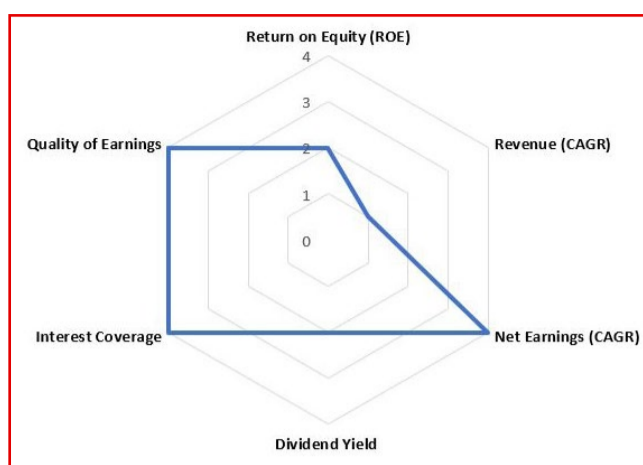 Return on Equity (ROE)
4
3
Quality of Earnings
Revenue (CAGR)
2
1
0
Interest Coverage
Net Earnings (CAGR)
Dividend Yield